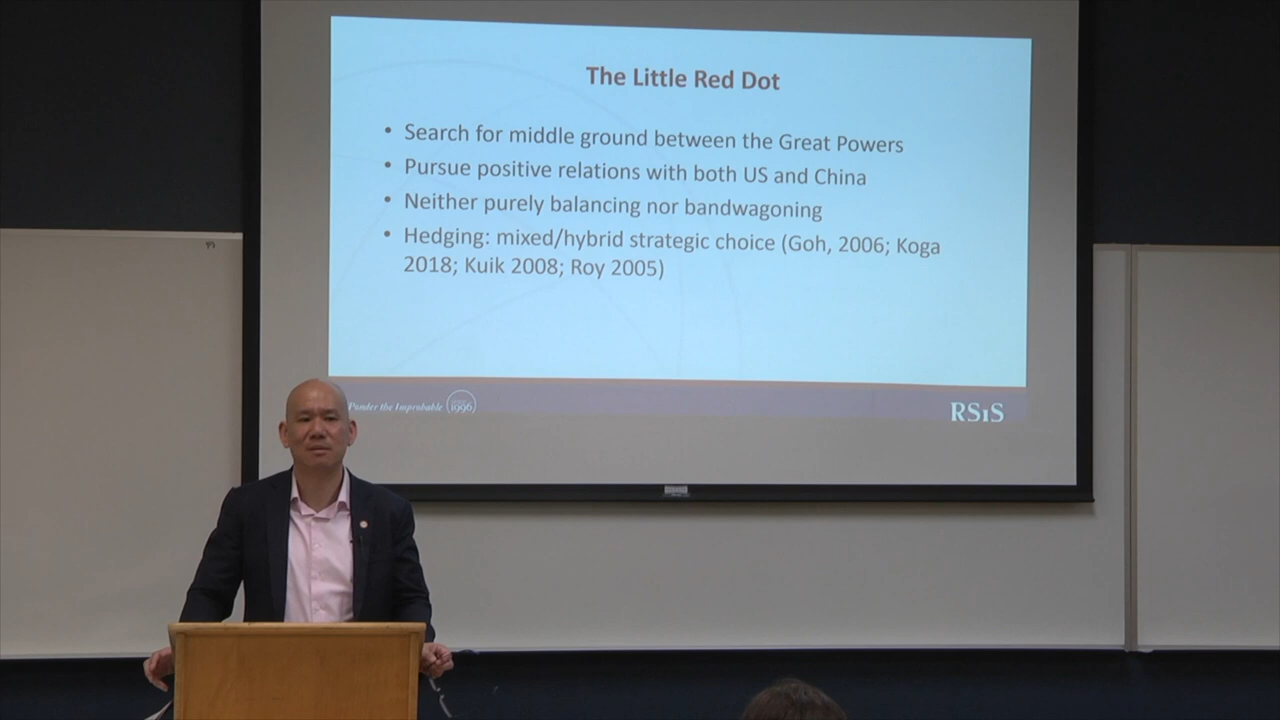 The Little Red Dot
• Search for middle ground between the Great Powers
• Pursue positive relations with both US and China
• Neither purely balancing nor bandwagoning
• Hedging: mixed/hybrid strategic choice (Goh, 2006; Koga
2018; Kuik 2008; Roy 2005)
Ponder the Improbable
1996
RSiS